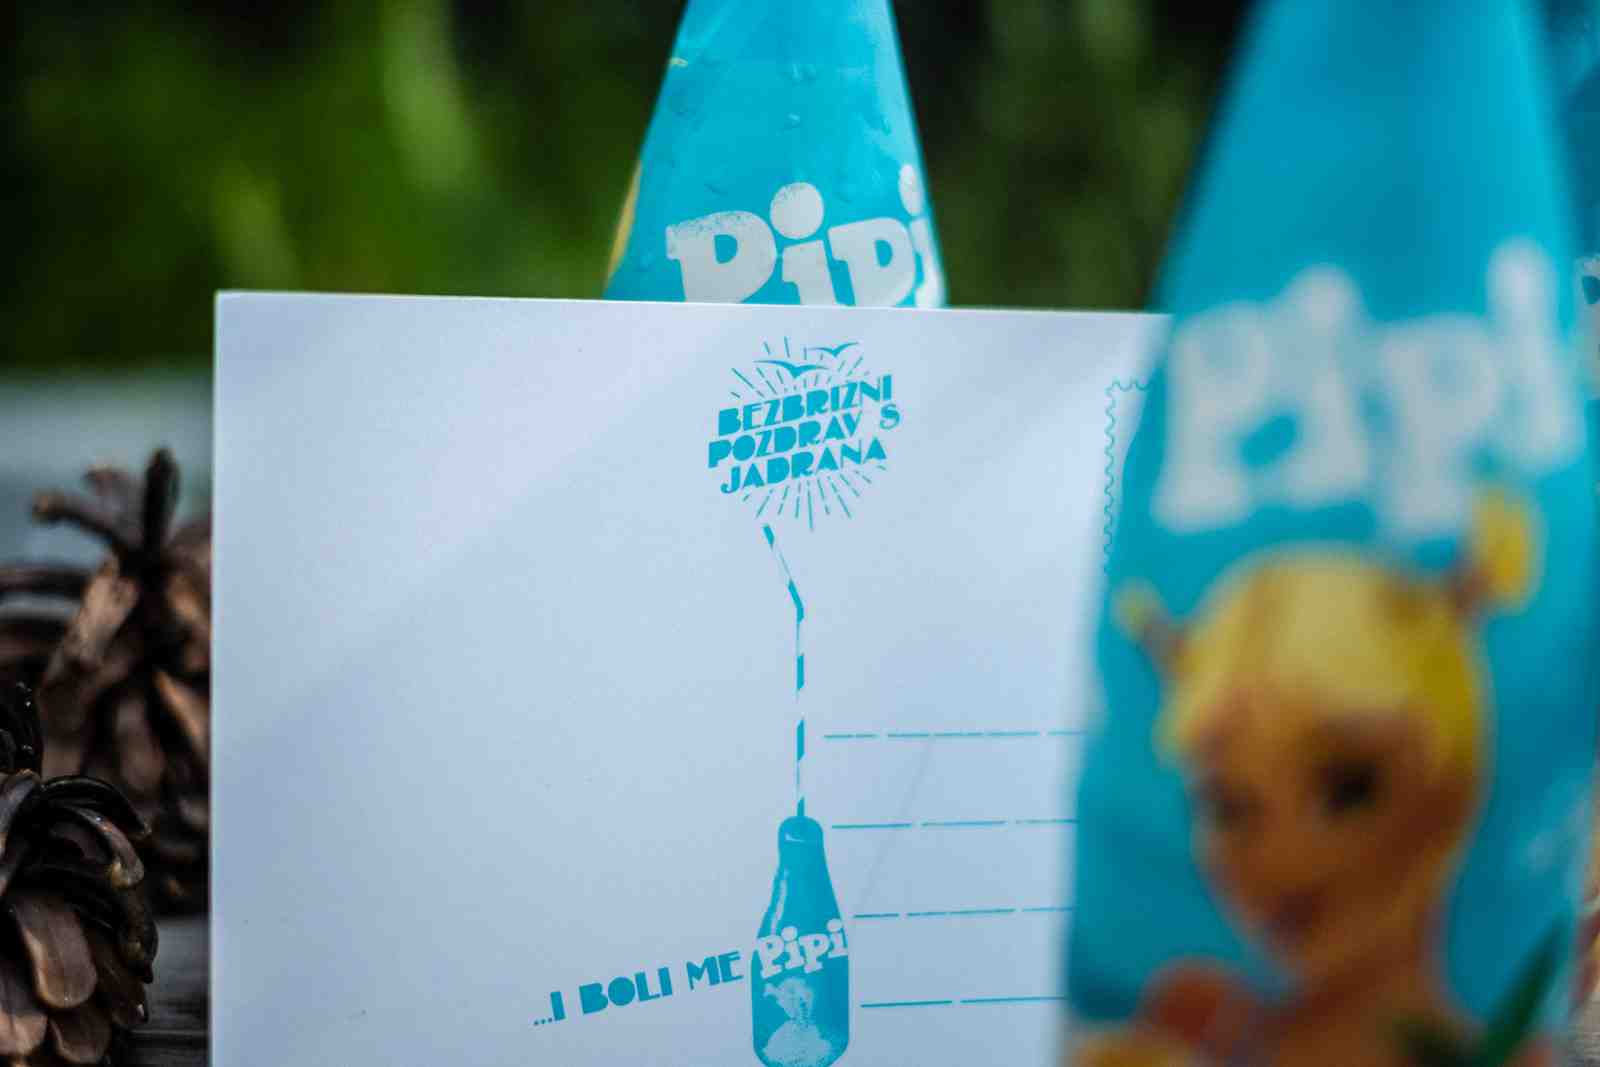 Pipi
Pipi
BEZBRIZNI
POZDRAV S
JADRANA
...I BOLI ME Pipi